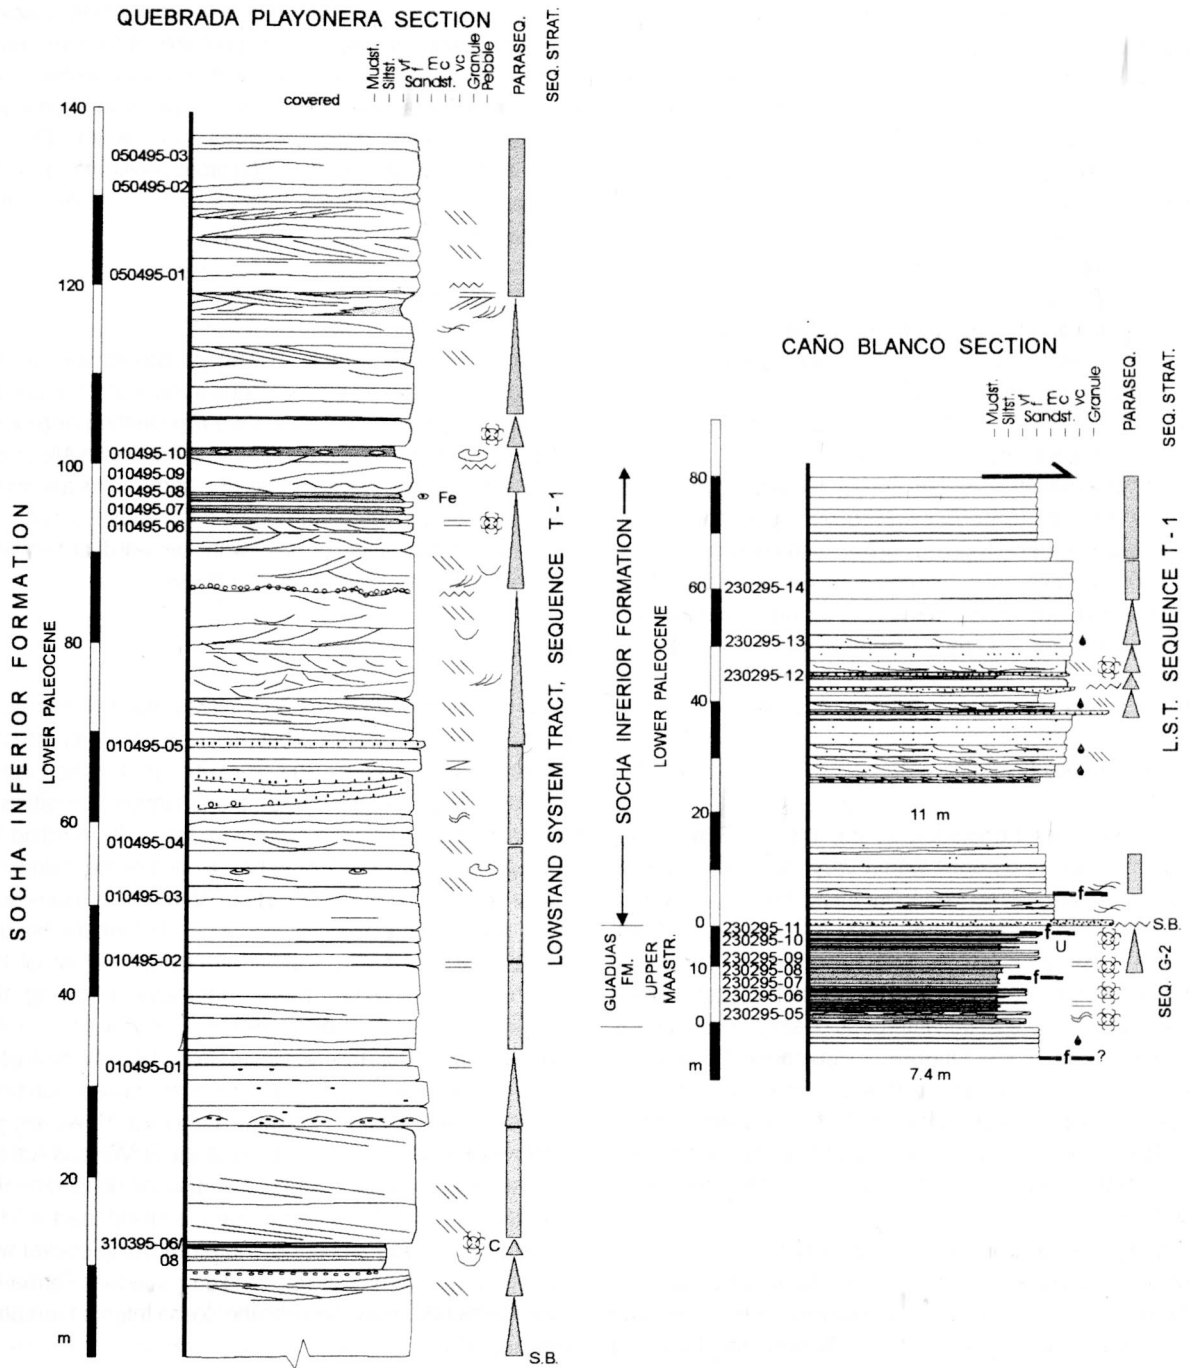 QUEBRADA PLAYONERA SECTION
Mudst.
Siltst.
vf
f
m
c
vc
Sandst.
Granule
Pebble
PARASEQ.
SEQ. STRAT.
covered
140
050495-03
050495-02
050495-01
120
010495-10
100
010495-09
010495-08
Fe
010495-07
010495-06
80
010495-05
60
010495-04
010495-03
010495-02
40
010495-01
20
310395-06/
08
C
m
S.B.
SOCHA INFERIOR FORMATION
LOWER PALEOCENE
LOWSTAND SYSTEM TRACT, SEQUENCE T-1
CAÑO BLANCO SECTION
Mudst.
Siltst.
vf
f
m
c
vc
Sandst.
Granule
PARASEQ.
SEQ. STRAT.
80
60
230295-14
230295-13
230295-12
40
20
11 m
f
0
230295-11
f
S.B.
230295-10
U
230295-09
10
230295-08
230295-07
f
230295-06
230295-05
0
f
?
m
7.4 m
SOCHA INFERIOR FORMATION
LOWER PALEOCENE
GUADUAS
FM.
UPPER
MAASTR.
L.S.T. SEQUENCE T-1
SEQ. G-2